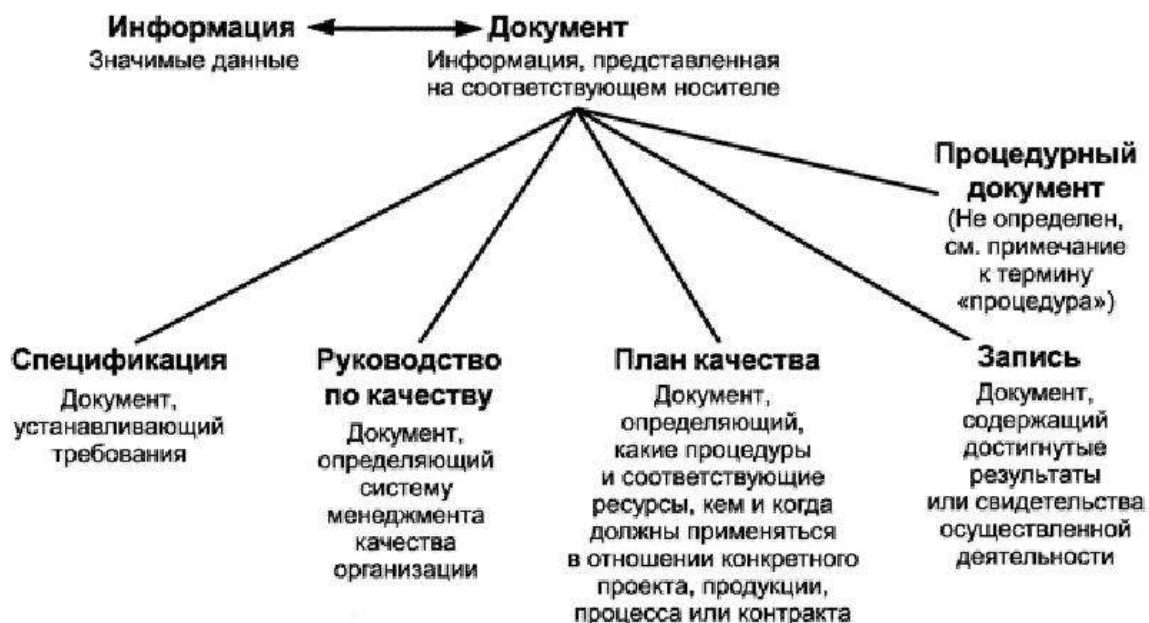 Информация
Значимые данные
Документ
Информация, представленная
на соответствующем носителе
Процедурный
документ
(Не определен,
см. примечание
к термину
«процедура»)
Спецификация
Документ,
устанавливающий
требования
Руководство
по качеству
Документ,
определяющий
систему
менеджмента
качества
организации
План качества
Документ,
определяющий,
какие процедуры
и соответствующие
ресурсы, кем и когда
должны применяться
в отношении конкретного
проекта, продукции,
процесса или контракта
Запись
Документ,
содержащий
достигнутые
результаты
или свидетельства
осуществленной
деятельности